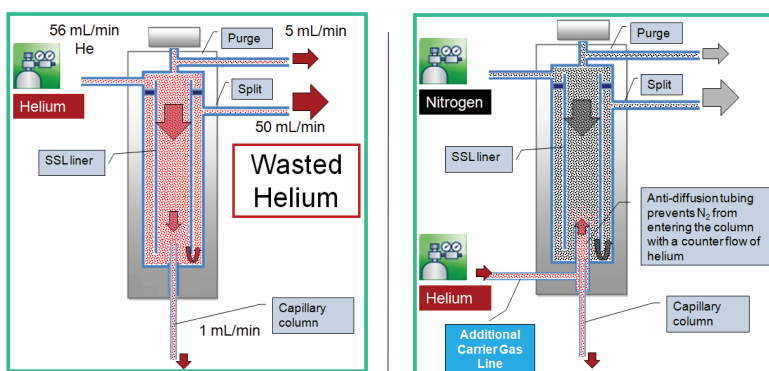 56 mL/min
He
Helium
Purge
5 mL/min
Split
50 mL/min
SSL liner
Wasted
Helium
Capillary
column
1 mL/min
Nitrogen
Purge
Split
SSL liner
Anti-diffusion tubing
prevents N₂ from
entering the column
with a counter flow of
helium
Helium
Additional
Carrier Gas
Line
Capillary
column